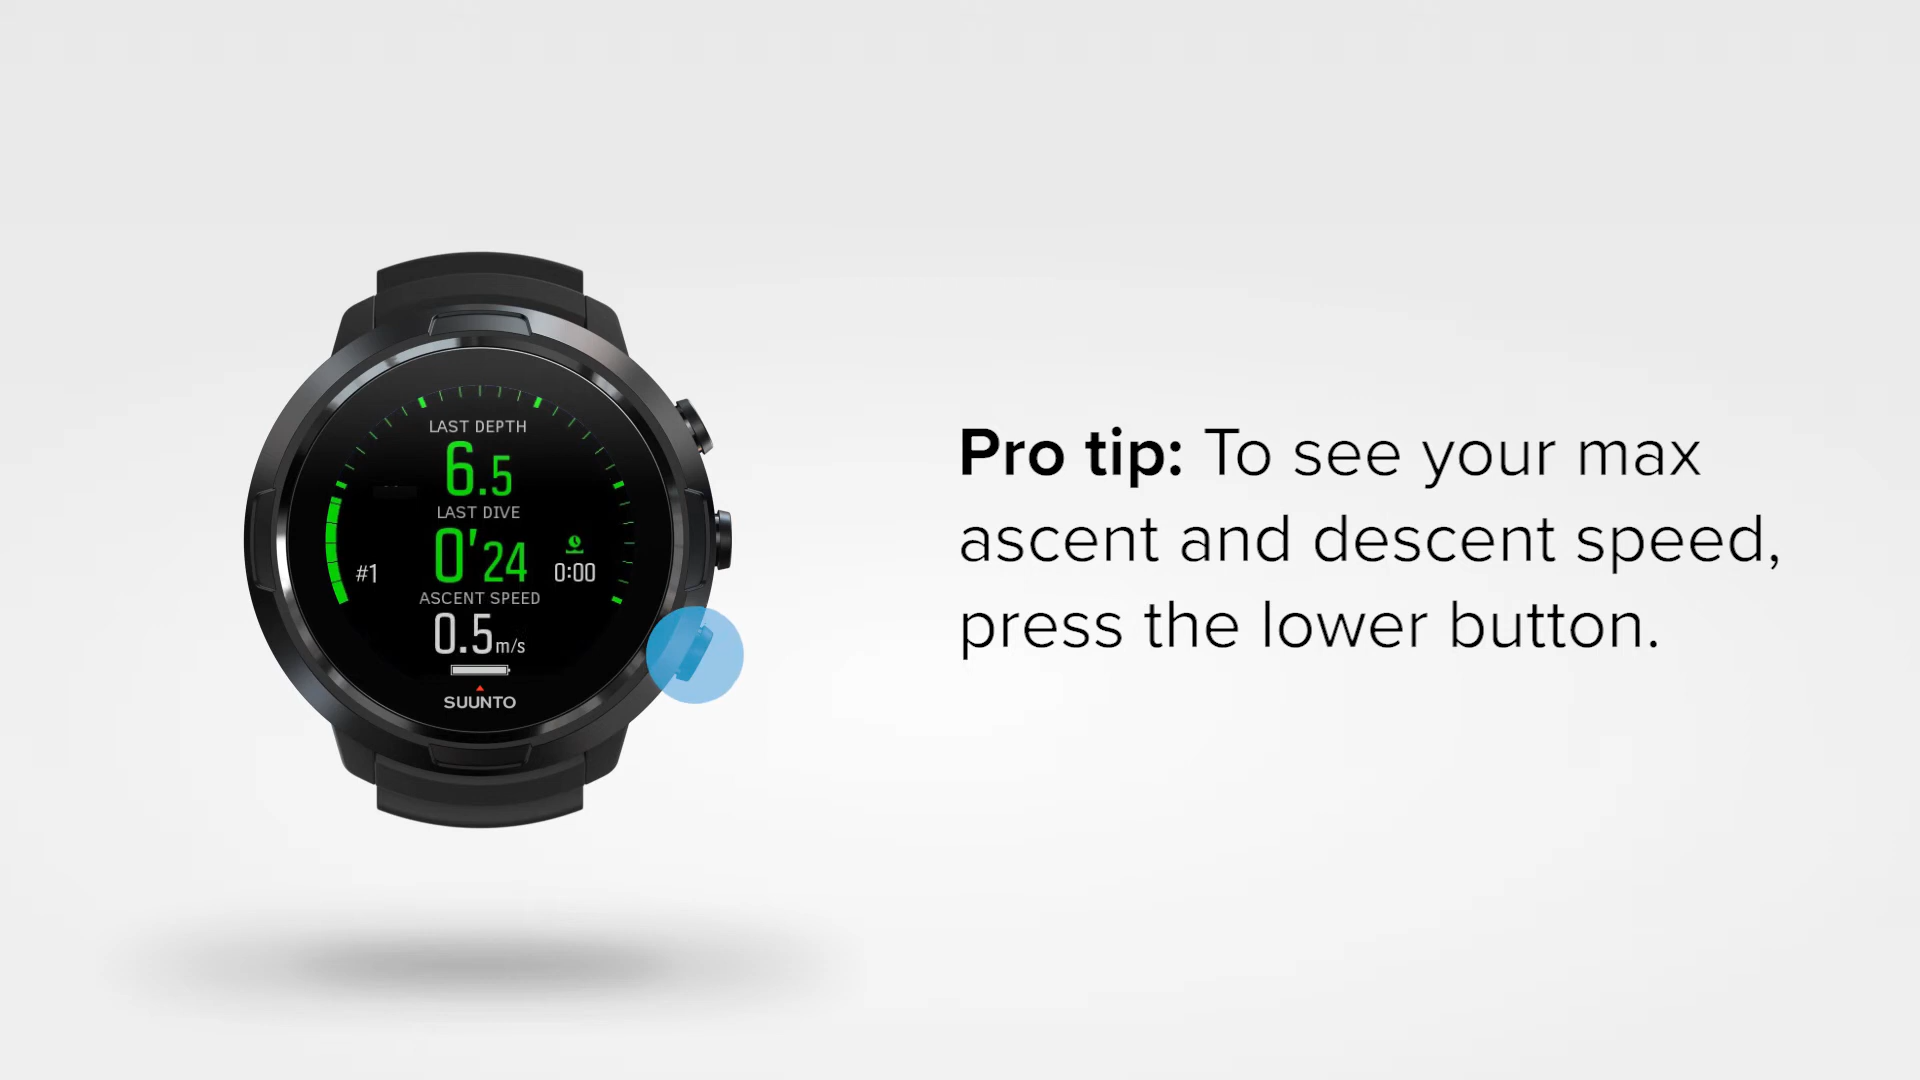 LAST DEPTH
6.5
LAST DIVE
0'24
#1
0:00
ASCENT SPEED
0.5m/s
SUUNTO
Pro tip: To see your max
ascent and descent speed,
press the lower button.